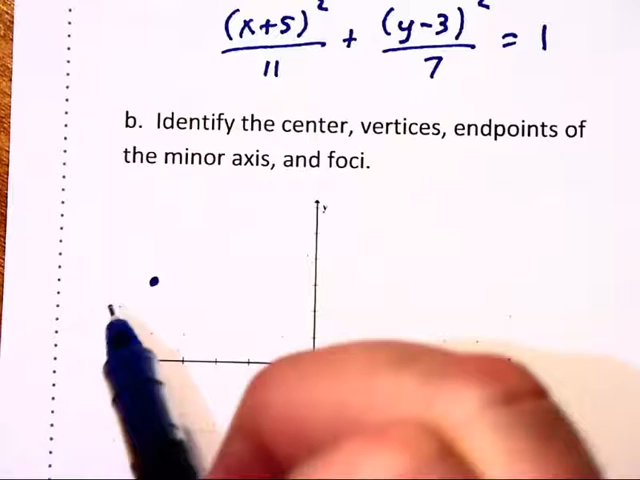 (x+5)² / 11 + (y-3)² / 7 = 1
b. Identify the center, vertices, endpoints of
the minor axis, and foci.
y